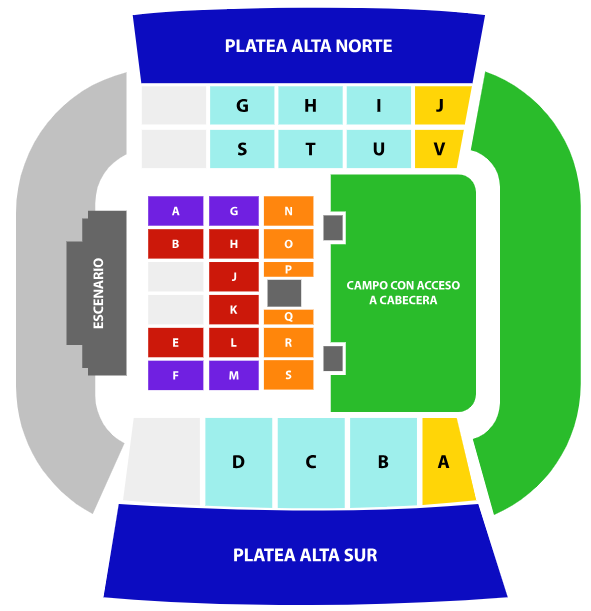 PLATEA ALTA NORTE
G H I J
S T U V
A G N
B H O
J P
K Q
E L R
F M S
ESCENARIO
CAMPO CON ACCESO
A CABECERA
D C B A
PLATEA ALTA SUR